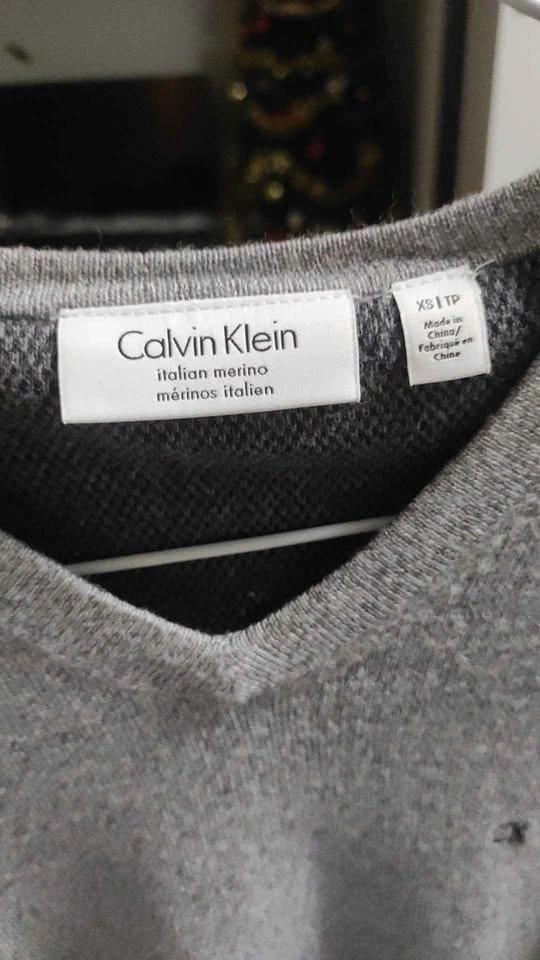 Calvin Klein
italian merino
mérinos italien
XS | TP
Made in
China/
Fabriqué en
Chine